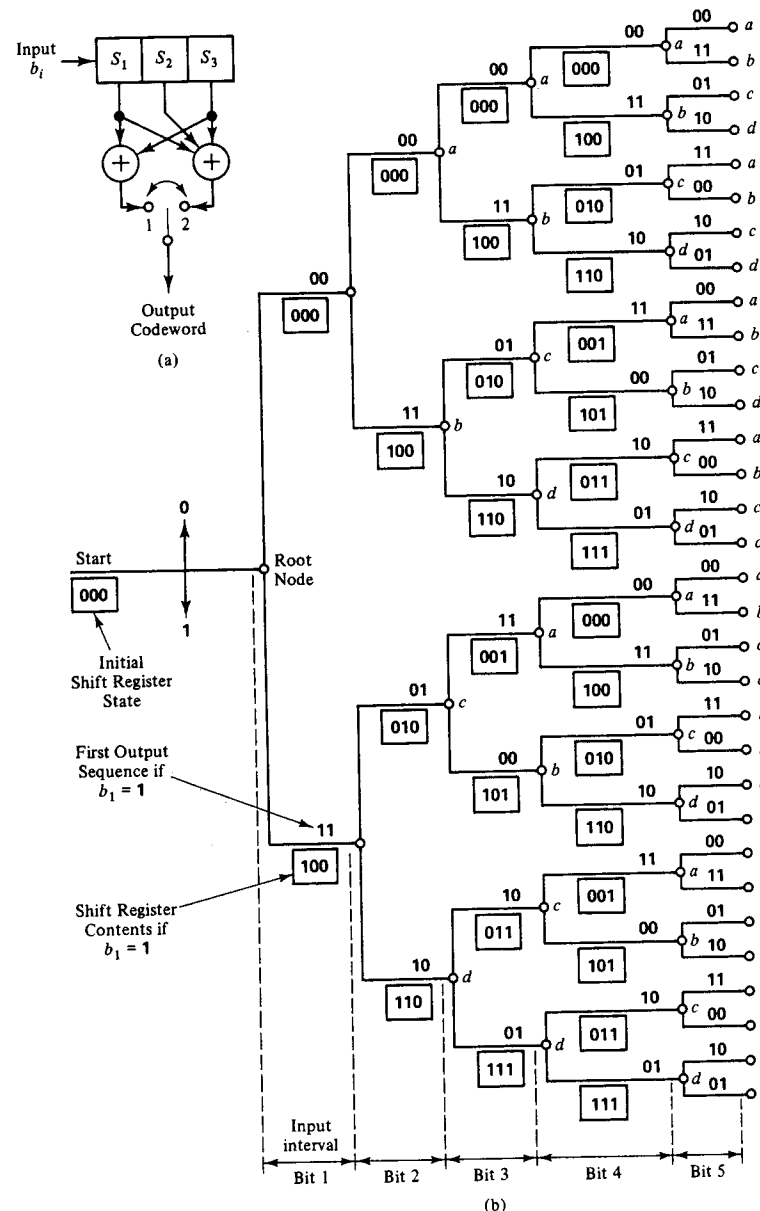 Input
b_i
S_1 S_2 S_3
+ +
1 2
Output
Codeword
(a)
Start
000
0
1
Root
Node
Initial
Shift Register
State
First Output
Sequence if
b_1 = 1
Shift Register
Contents if
b_1 = 1
00
000
11
100
00
000 a
11
100 b
01
010 c
10
110 d
00
000 a
11
100 b
01
010 c
10
110 d
11
001 a
00
101 b
10
011 c
01
111 d
00
000 a
11
100 b
01
010 c
10
110 d
11
001 a
00
101 b
10
011 c
01
111 d
00
000 a
11
100 b
01
010 c
10
110 d
11
001 a
00
101 b
10
011 c
01
111 d
00 a
11 b
01 c
10 d
11 a
00 b
10 c
01 d
00 a
11 b
01 c
10 d
11 a
00 b
10 c
01
00
11
01
10
11
00
10
01
00
11
01
10
11
00
10
01
Input
interval
Bit 1 Bit 2 Bit 3 Bit 4 Bit 5
(b)